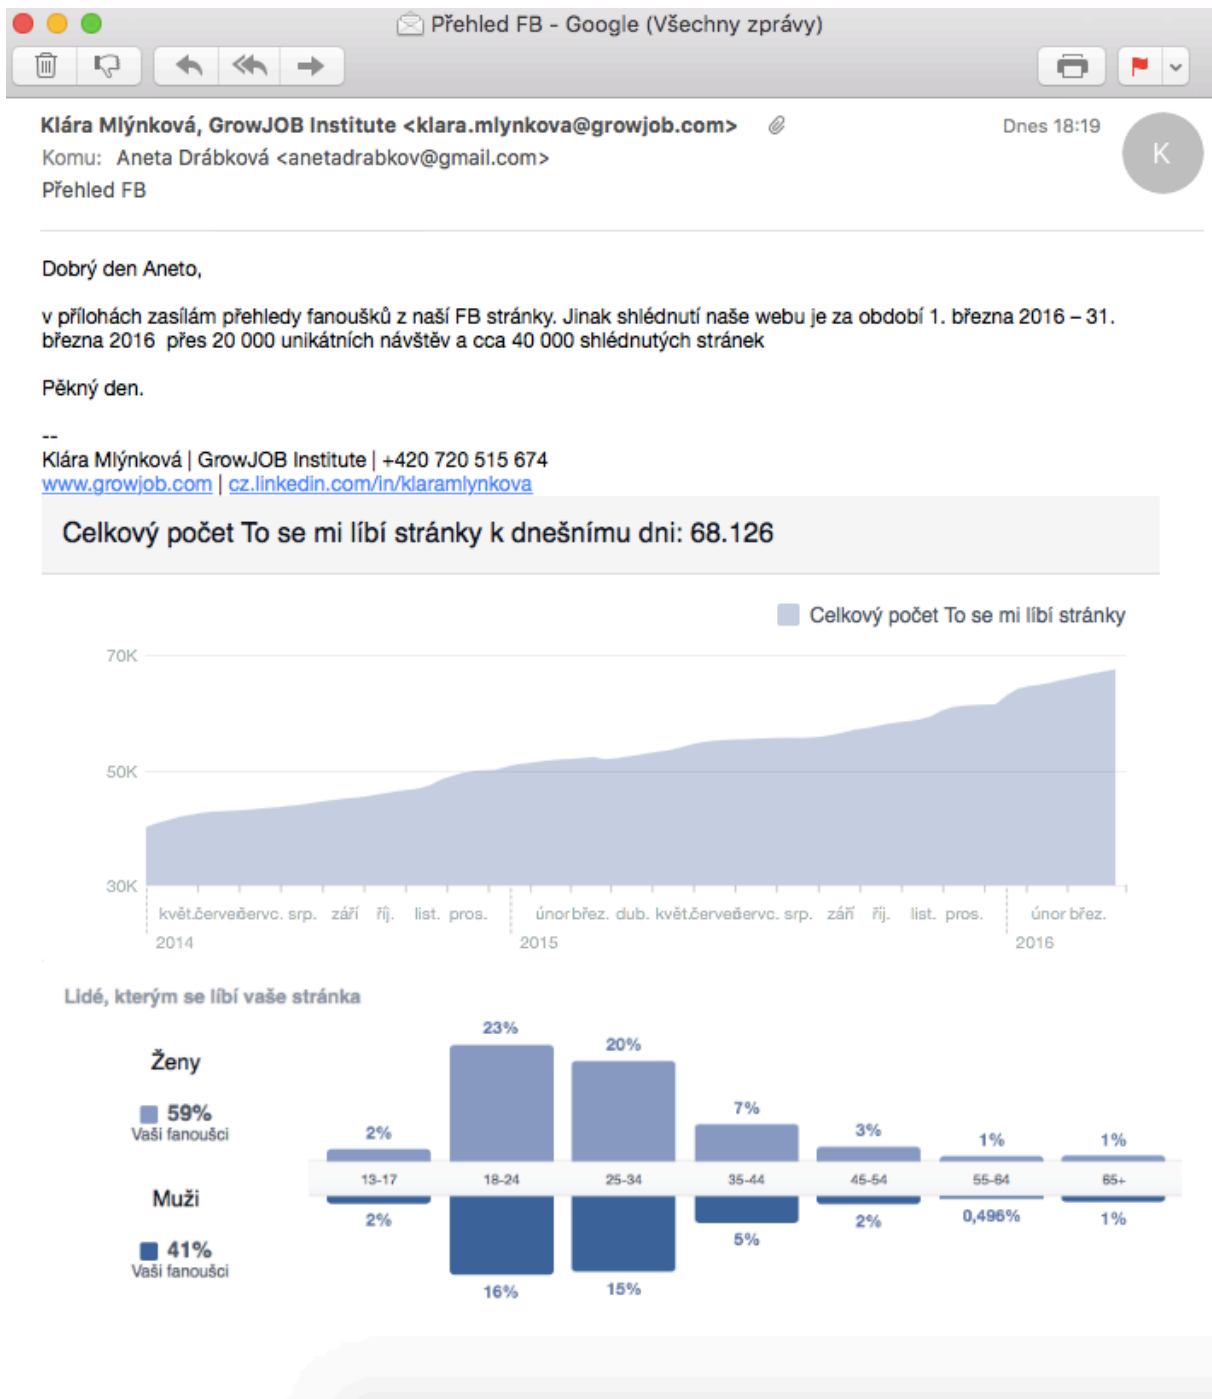 Přehled FB - Google (Všechny zprávy)
Klára Mlýnková, GrowJOB Institute <klara.mlynkova@growjob.com>
Dnes 18:19
K
Komu: Aneta Drábková <anetadrabkov@gmail.com>
Přehled FB
Dobrý den Aneto,
v přílohách zasílám přehledy fanoušků z naší FB stránky. Jinak shlédnutí naše webu je za období 1. března 2016 – 31.
března 2016 přes 20 000 unikátních návštěv a cca 40 000 shlédnutých stránek
Pěkný den.
--
Klára Mlýnková | GrowJOB Institute | +420 720 515 674
www.growjob.com | cz.linkedin.com/in/klaramlynkova
Celkový počet To se mi líbí stránky k dnešnímu dni: 68.126
Celkový počet To se mi líbí stránky
70K
50K
30K
květ. září říj. list. pros. únor břez. dub. květ. září říj. list. pros. únor břez.
2014 2015 2016
Lidé, kterým se líbí vaše stránka
Ženy
59%
Vaši fanoušci
2% 23% 20% 7% 3% 1% 1%
13-17 18-24 25-34 35-44 45-54 55-64 65+
Muži
41%
Vaši fanoušci
2% 16% 15% 5% 2% 0,496% 1%